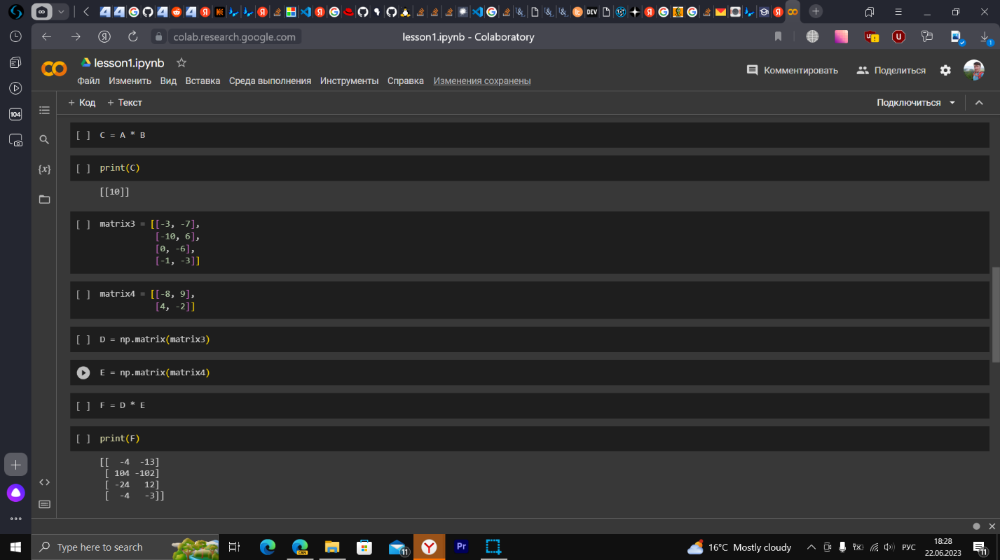 colab.research.google.com
lesson1.ipynb - Colaboratory
lesson1.ipynb
Файл Изменить Вид Вставка Среда выполнения Инструменты Справка Изменения сохранены
Комментировать
Поделиться
+ Код + Текст
Подключиться
104
{x}
[ ] C = A * B
[ ] print(C)
[[10]]
[ ] matrix3 = [[-3, -7],
[-10, 6],
[0, -6],
[-1, -3]]
[ ] matrix4 = [[-8, 9],
[4, -2]]
[ ] D = np.matrix(matrix3)
E = np.matrix(matrix4)
[ ] F = D * E
[ ] print(F)
[[ -4 -13]
[ 104 -102]
[ -24 12]
[ -4 -3]]
Type here to search
CAN
11
Pr
16°C Mostly cloudy
РУС
18:28
22.06.2023
11